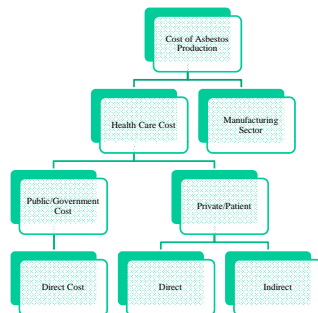 Cost of Asbestos
Production
Health Care Cost
Manufacturing
Sector
Public/Government
Cost
Private/Patient
Direct Cost
Direct
Indirect